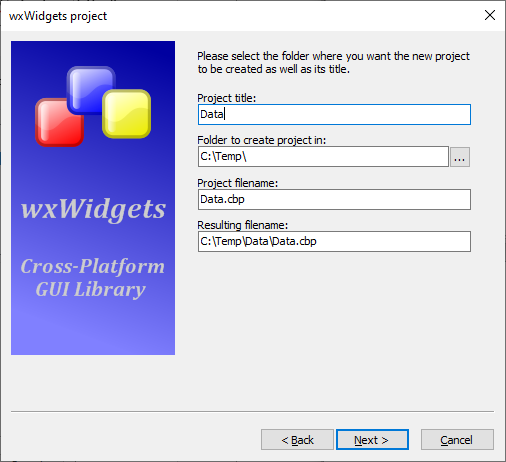 wxWidgets project
Please select the folder where you want the new project
to be created as well as its title.
Project title:
Data
Folder to create project in:
C:\Temp\
...
Project filename:
Data.cbp
Resulting filename:
C:\Temp\Data\Data.cbp
wxWidgets
Cross-Platform
GUI Library
< Back
Next >
Cancel